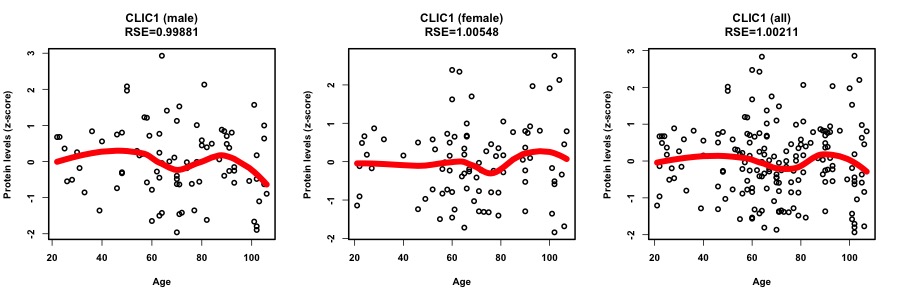 CLIC1 (male)
RSE=0.99881
Protein levels (z-score)
3
2
1
0
-1
-2
20
40
60
80
100
Age
CLIC1 (female)
RSE=1.00548
Protein levels (z-score)
2
1
0
-1
-2
20
40
60
80
100
Age
CLIC1 (all)
RSE=1.00211
Protein levels (z-score)
3
2
1
0
-1
-2
20
40
60
80
100
Age